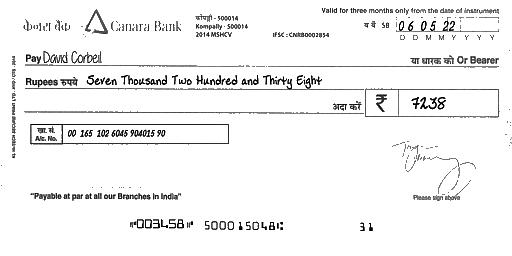 केनरा बैंक Canara Bank
कोंपल्ली - 500014
Kompally - 500014
2014 MSHCV
IFSC : CNRB0002854
Valid for three months only from the date of instrument
SB 06 05 22
D D M M Y Y Y Y
Pay David Corbeil या धारक को Or Bearer
Rupees रुपये Seven Thousand Two Hundred and Thirty Eight
अदा करें ₹ 7238
खा. सं.
A/c. No. 00 165 102 6045 904015 90
Please sign above
"Payable at par at all our Branches in India"
⑈003458⑈ 500015048⑆ 31